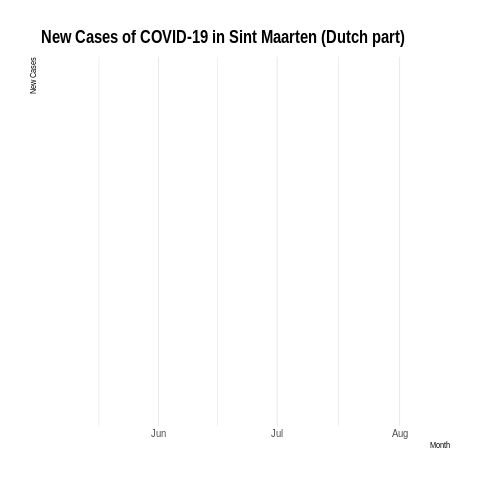 New Cases of COVID-19 in Sint Maarten (Dutch part)
New Cases
Jun Jul Aug
Month